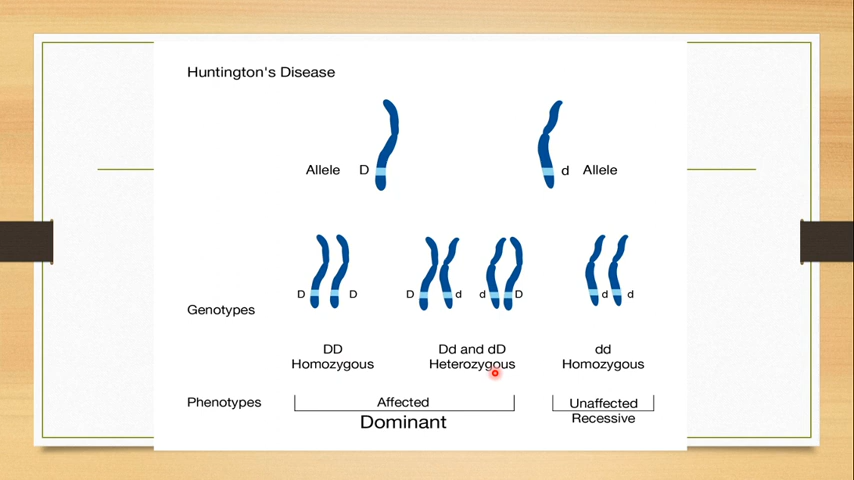 Huntington's Disease
Allele D
d Allele
D D D d d D d d
Genotypes
DD Dd and dD dd
Homozygous Heterozygous Homozygous
Phenotypes Affected Unaffected
Dominant Recessive